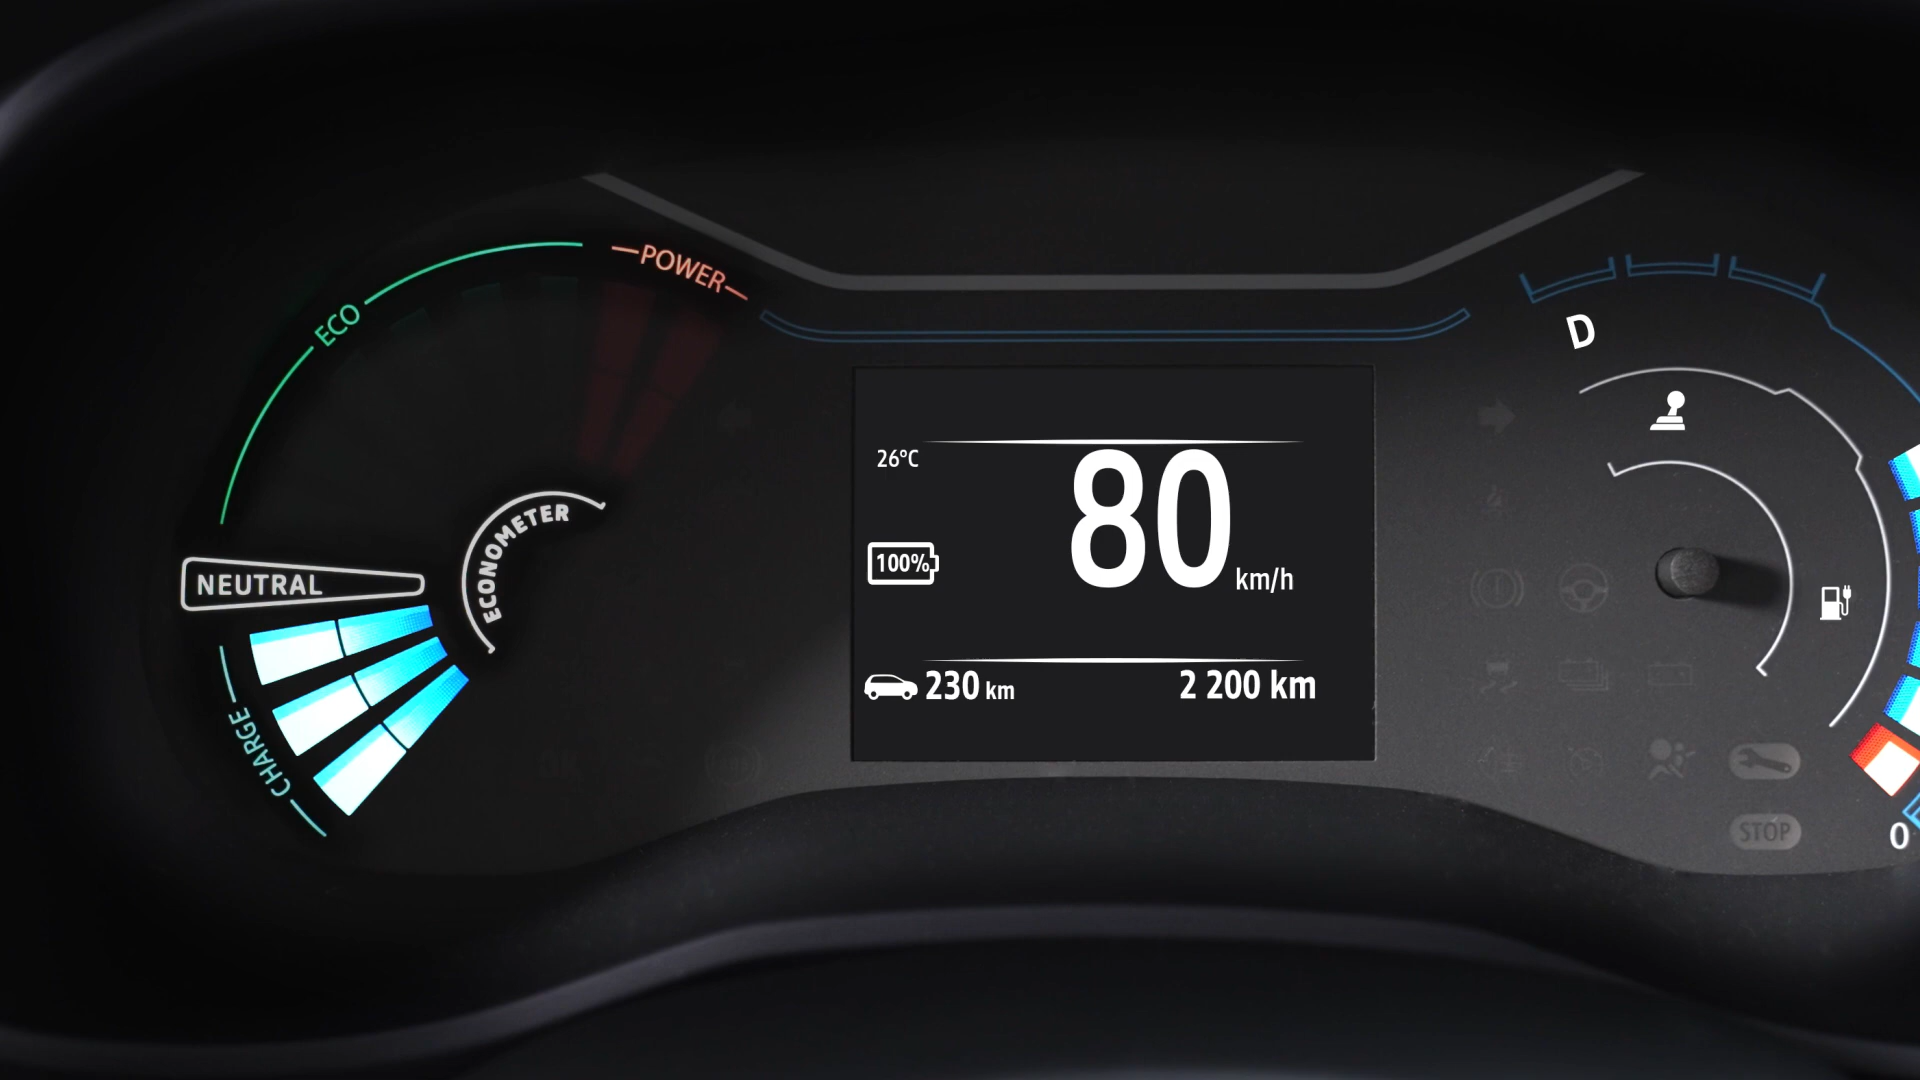 POWER
ECO
D
26°C
80
km/h
ECONOMETER
100%
NEUTRAL
230 km
2 200 km
CHARGE
STOP
0